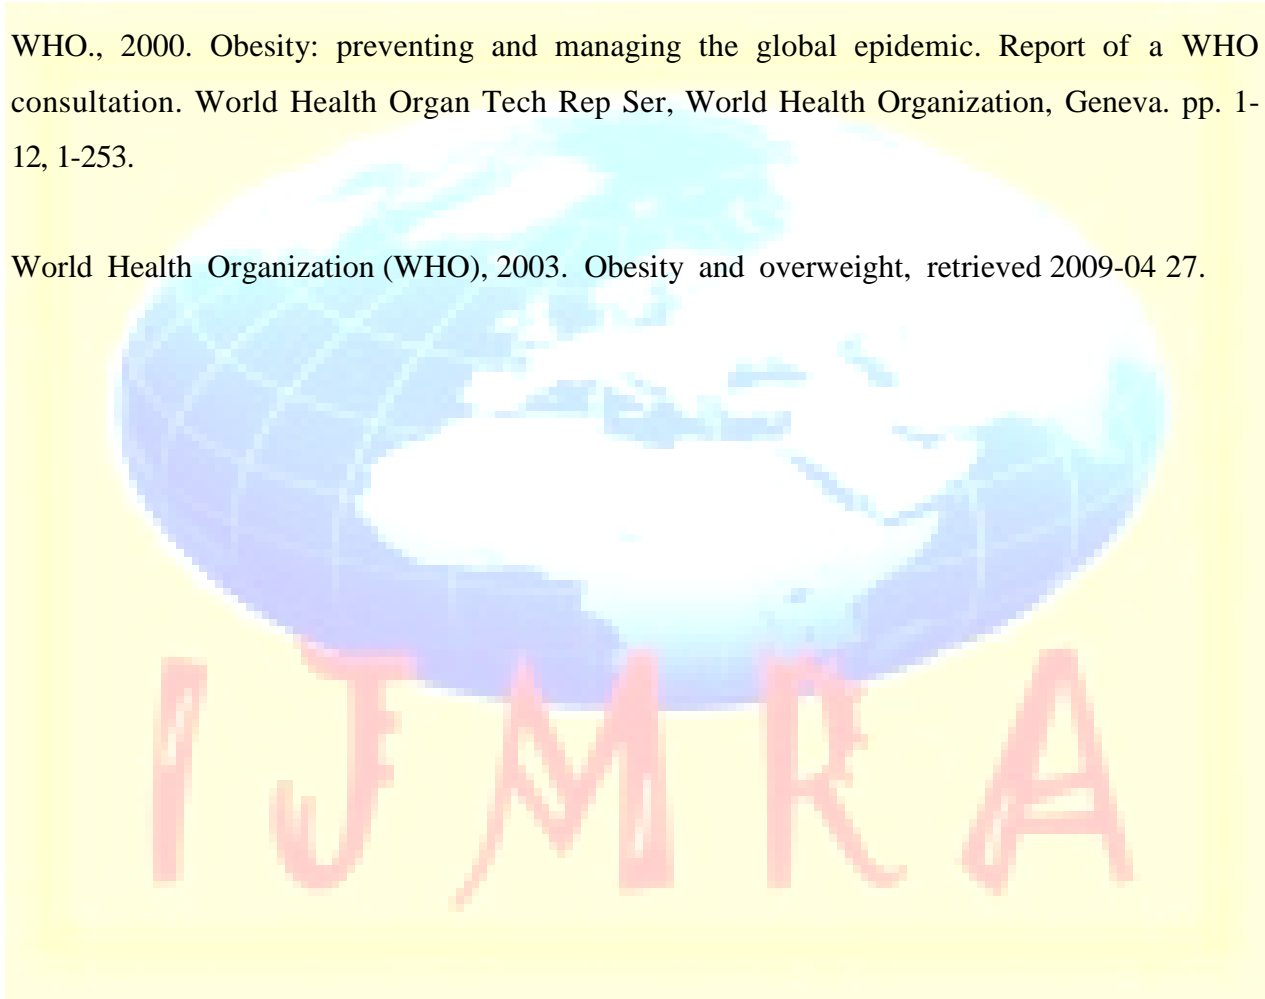 WHO., 2000. Obesity: preventing and managing the global epidemic. Report of a WHO
consultation. World Health Organ Tech Rep Ser, World Health Organization, Geneva. pp. 1-
12, 1-253.
World Health Organization (WHO), 2003. Obesity and overweight, retrieved 2009-04 27.
IJMRA